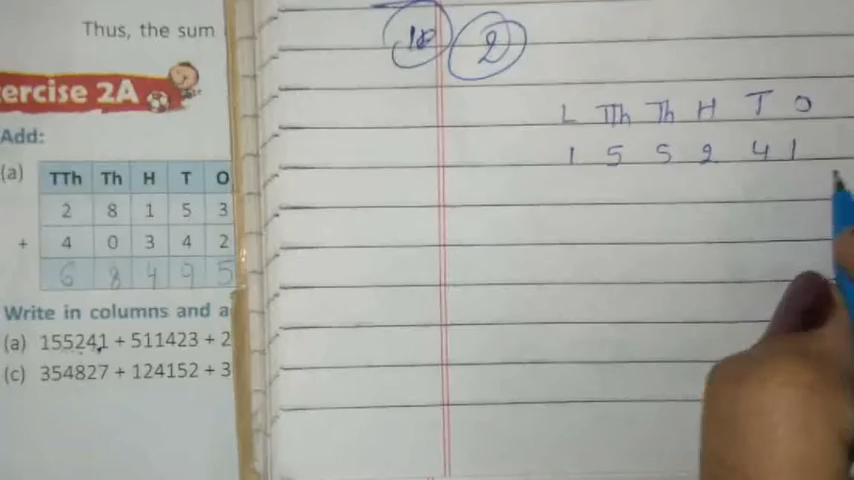 Thus, the sum
ercise 2A
Add:
(a) TTh Th H T O
2 8 1 5 3
+ 4 0 3 4 2
6 8 4 9 5
Write in columns and a
(a) 155241 + 511423 + 2
(c) 354827 + 124152 + 3
2
L TTh Th H T O
1 5 5 2 4 1